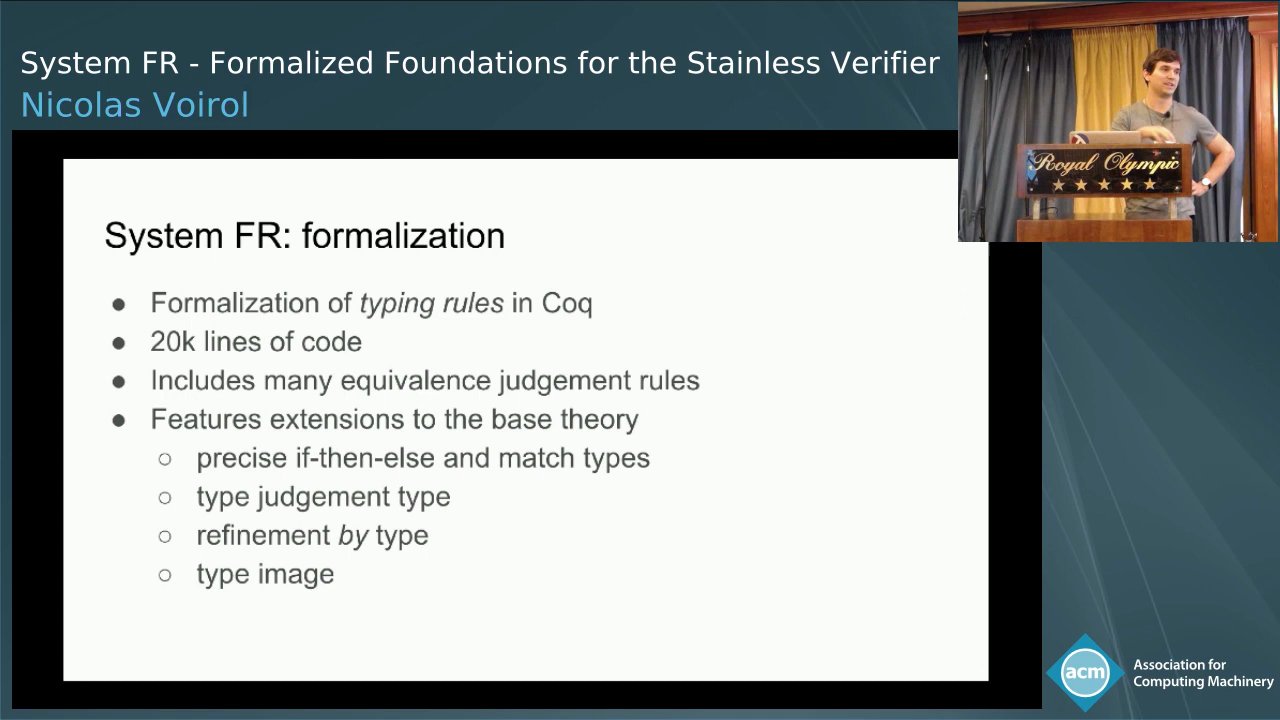 System FR - Formalized Foundations for the Stainless Verifier
Nicolas Voirol
Royal Olympic
System FR: formalization
● Formalization of typing rules in Coq
● 20k lines of code
● Includes many equivalence judgement rules
● Features extensions to the base theory
○ precise if-then-else and match types
○ type judgement type
○ refinement by type
○ type image
acm
Association for
Computing Machinery